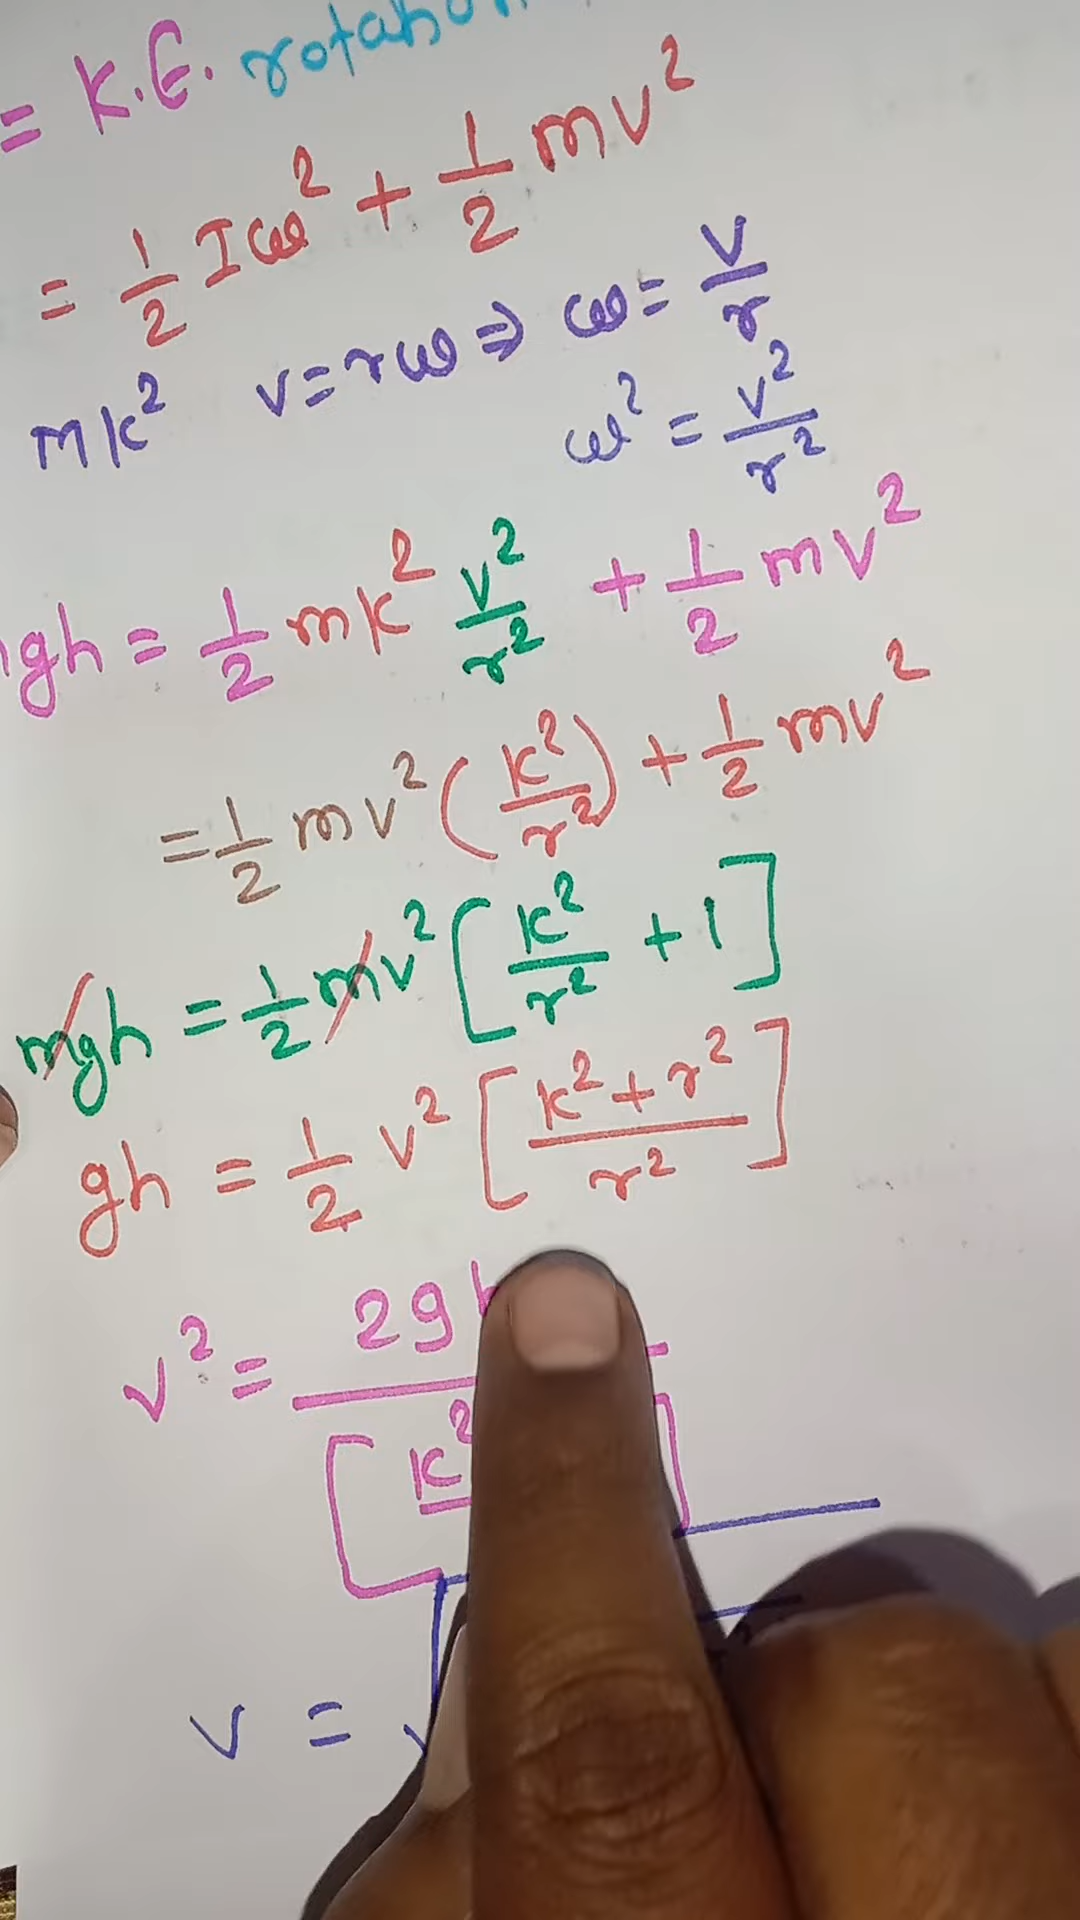 = K.E. rotation
= 1/2 Iω² + 1/2 mv²
mk² v=rω ⇒ ω= v/r
ω² = v²/r²
gh = 1/2 mk² v²/r² + 1/2 mv²
= 1/2 mv² (k²/r²) + 1/2 mv²
mgh = 1/2 mv² [k²/r² + 1]
gh = 1/2 v² [k² + r² / r²]
v² = 2gh / [k²
v =